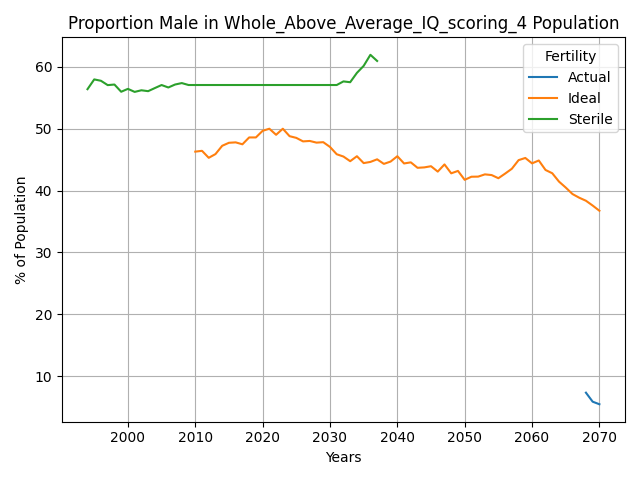 Proportion Male in Whole_Above_Average_IQ_scoring_4 Population
Fertility
Actual
Ideal
Sterile
% of Population
60
50
40
30
20
10
2000 2010 2020 2030 2040 2050 2060 2070
Years